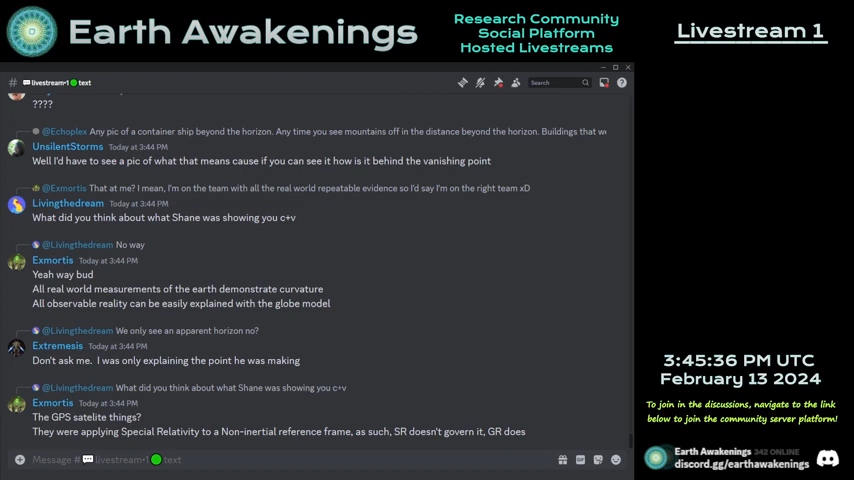 Earth Awakenings
Research Community
Social Platform
Hosted Livestreams
Livestream 1
# livestream-1 text
Search
????
@Echoplex Any pic of a container ship beyond the horizon. Any time you see mountains off in the distance beyond the horizon. Buildings that we
UnsilentStorms Today at 3:44 PM
Well I'd have to see a pic of what that means cause if you can see it how is it behind the vanishing point
@Exmortis That at me? I mean, I'm on the team with all the real world repeatable evidence so I'd say I'm on the right team xD
Livingthedream Today at 3:44 PM
What did you think about what Shane was showing you c+v
@Livingthedream No way
Exmortis Today at 3:44 PM
Yeah way bud
All real world measurements of the earth demonstrate curvature
All observable reality can be easily explained with the globe model
@Livingthedream We only see an apparent horizon no?
Extremesis Today at 3:44 PM
Don't ask me. I was only explaining the point he was making
@Livingthedream What did you think about what Shane was showing you c+v
Exmortis Today at 3:44 PM
The GPS satelite things?
They were applying Special Relativity to a Non-inertial reference frame, as such, SR doesn't govern it, GR does
Message # livestream-1 text
GIF
3:45:36 PM UTC
February 13 2024
To join in the discussions, navigate to the link
below to join the community server platform!
Earth Awakenings 342 ONLINE
discord.gg/earthawakenings